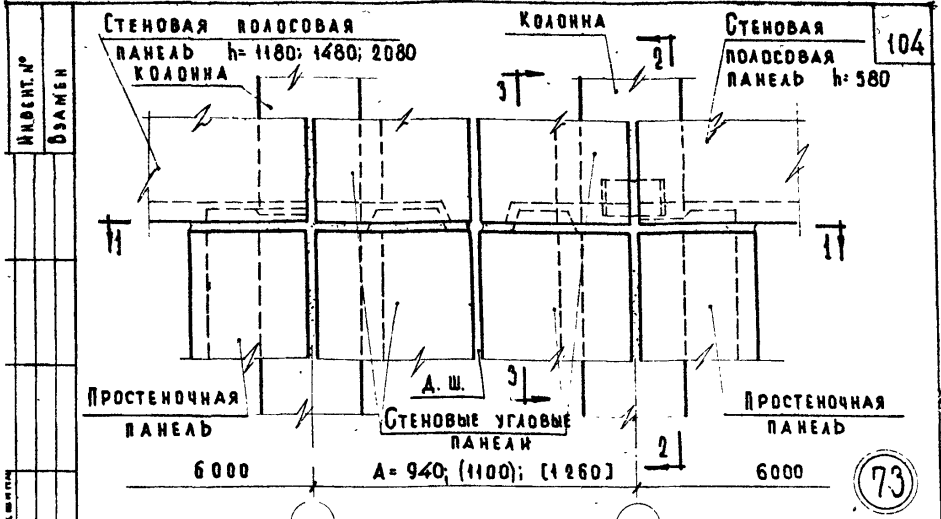 Стеновая полосовая
панель h= 1180; 1480; 2080
колонна
Колонна
Стеновая
полосовая
панель h= 580
104
Инвент. №
Взамен
2
3
1
1
Простеночная
панель
Д. Ш.
3
Стеновые угловые
панели
Простеночная
панель
2
6000
А= 940; (1100); [1260]
6000
73